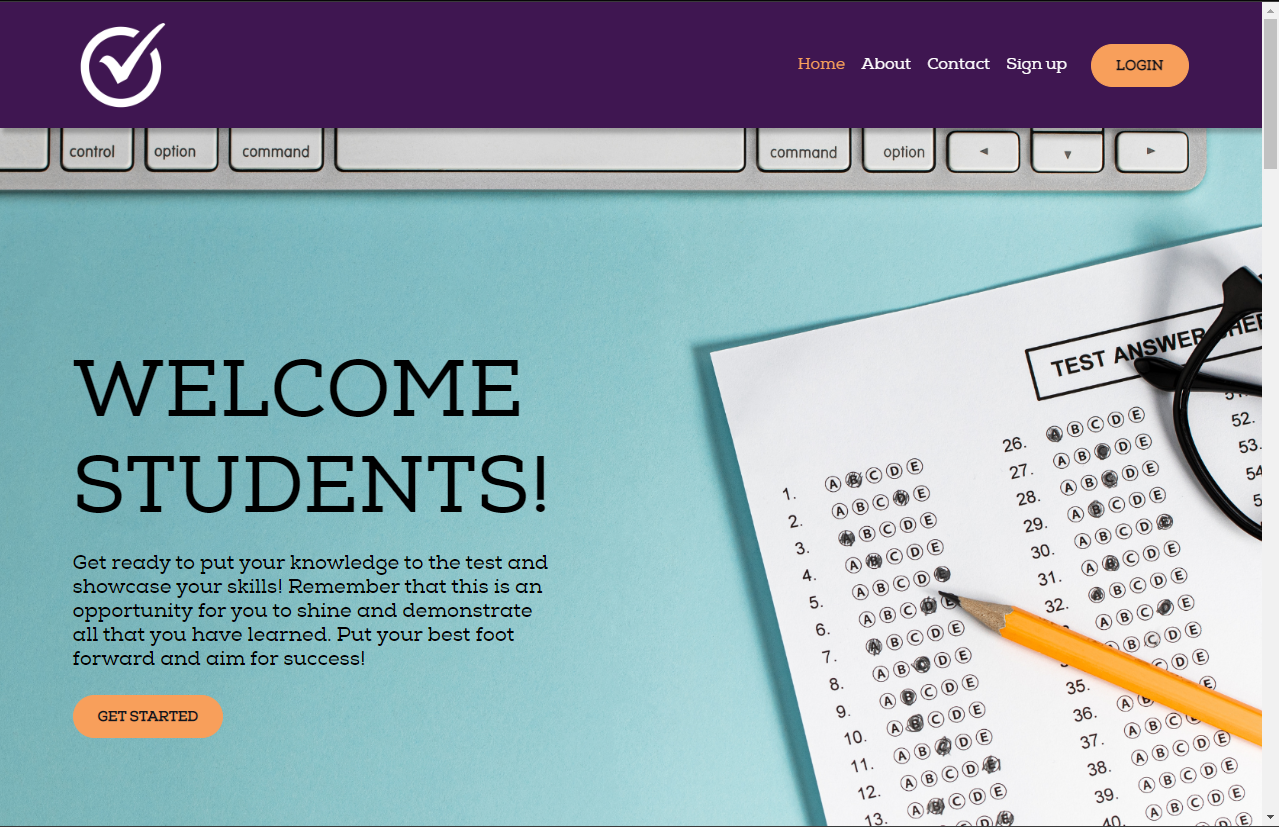 Home About Contact Sign up LOGIN
control option command command option
WELCOME
STUDENTS!
Get ready to put your knowledge to the test and
showcase your skills! Remember that this is an
opportunity for you to shine and demonstrate
all that you have learned. Put your best foot
forward and aim for success!
GET STARTED
TEST ANSWER
1. A B C D E
2. A B C D E
3. A B C D E
4. A B C D E
5. A B C D E
6. A B C D E
7. A B C D E
8. A B C D E
9. A B C D E
10. A B C D E
11. A B C D E
12. A B C D E
13.
26. A B C D E
27. A B D E
28. A B C D E
29. A B C D E
30. A B C D E
31. A B C D E
32. A B C D E
35.
36.
37. A B C D E
38. A B C D E
39. A B C D E
40.
52.
53.